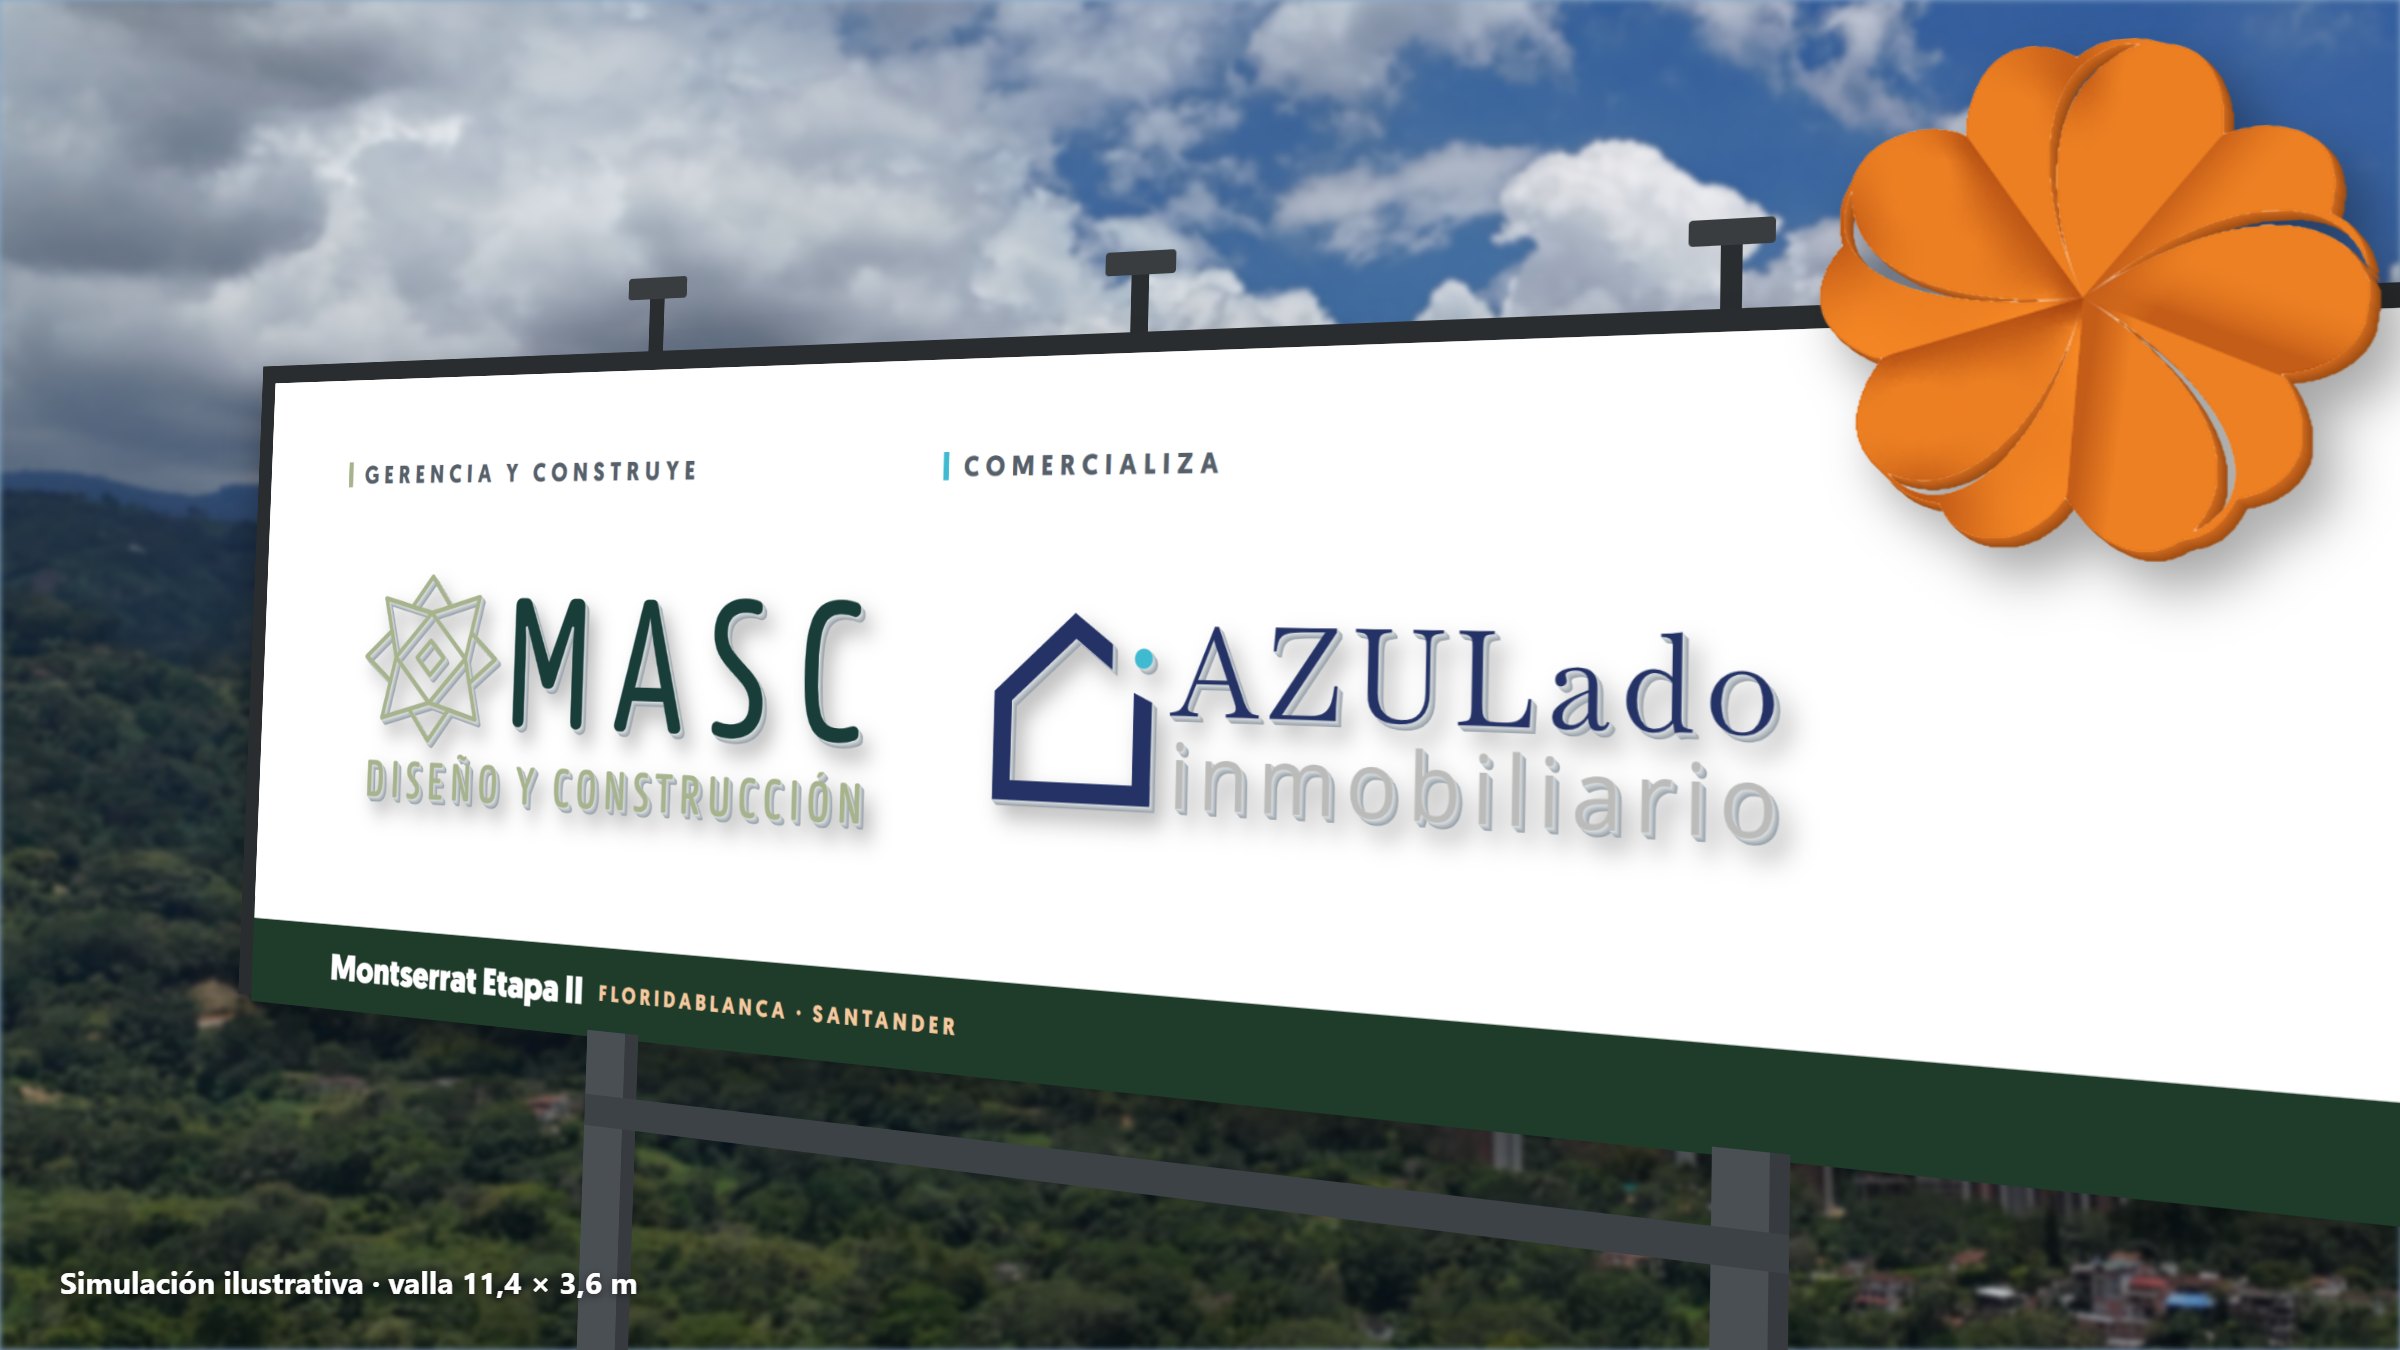 GERENCIA Y CONSTRUYE
COMERCIALIZA
MASC
DISEÑO Y CONSTRUCCIÓN
AZULado
inmobiliario
Montserrat Etapa II FLORIDABLANCA · SANTANDER
Simulación ilustrativa · valla 11,4 × 3,6 m